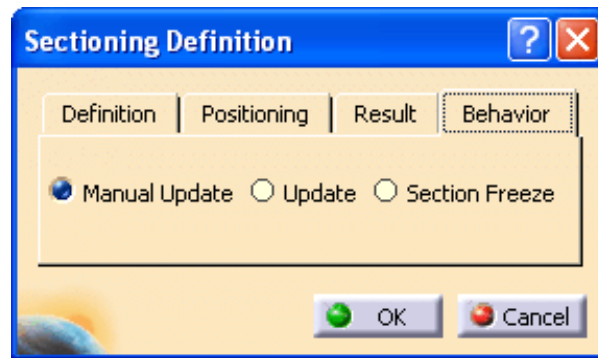 Sectioning Definition ?
Definition Positioning Result Behavior
Manual Update Update Section Freeze
OK Cancel